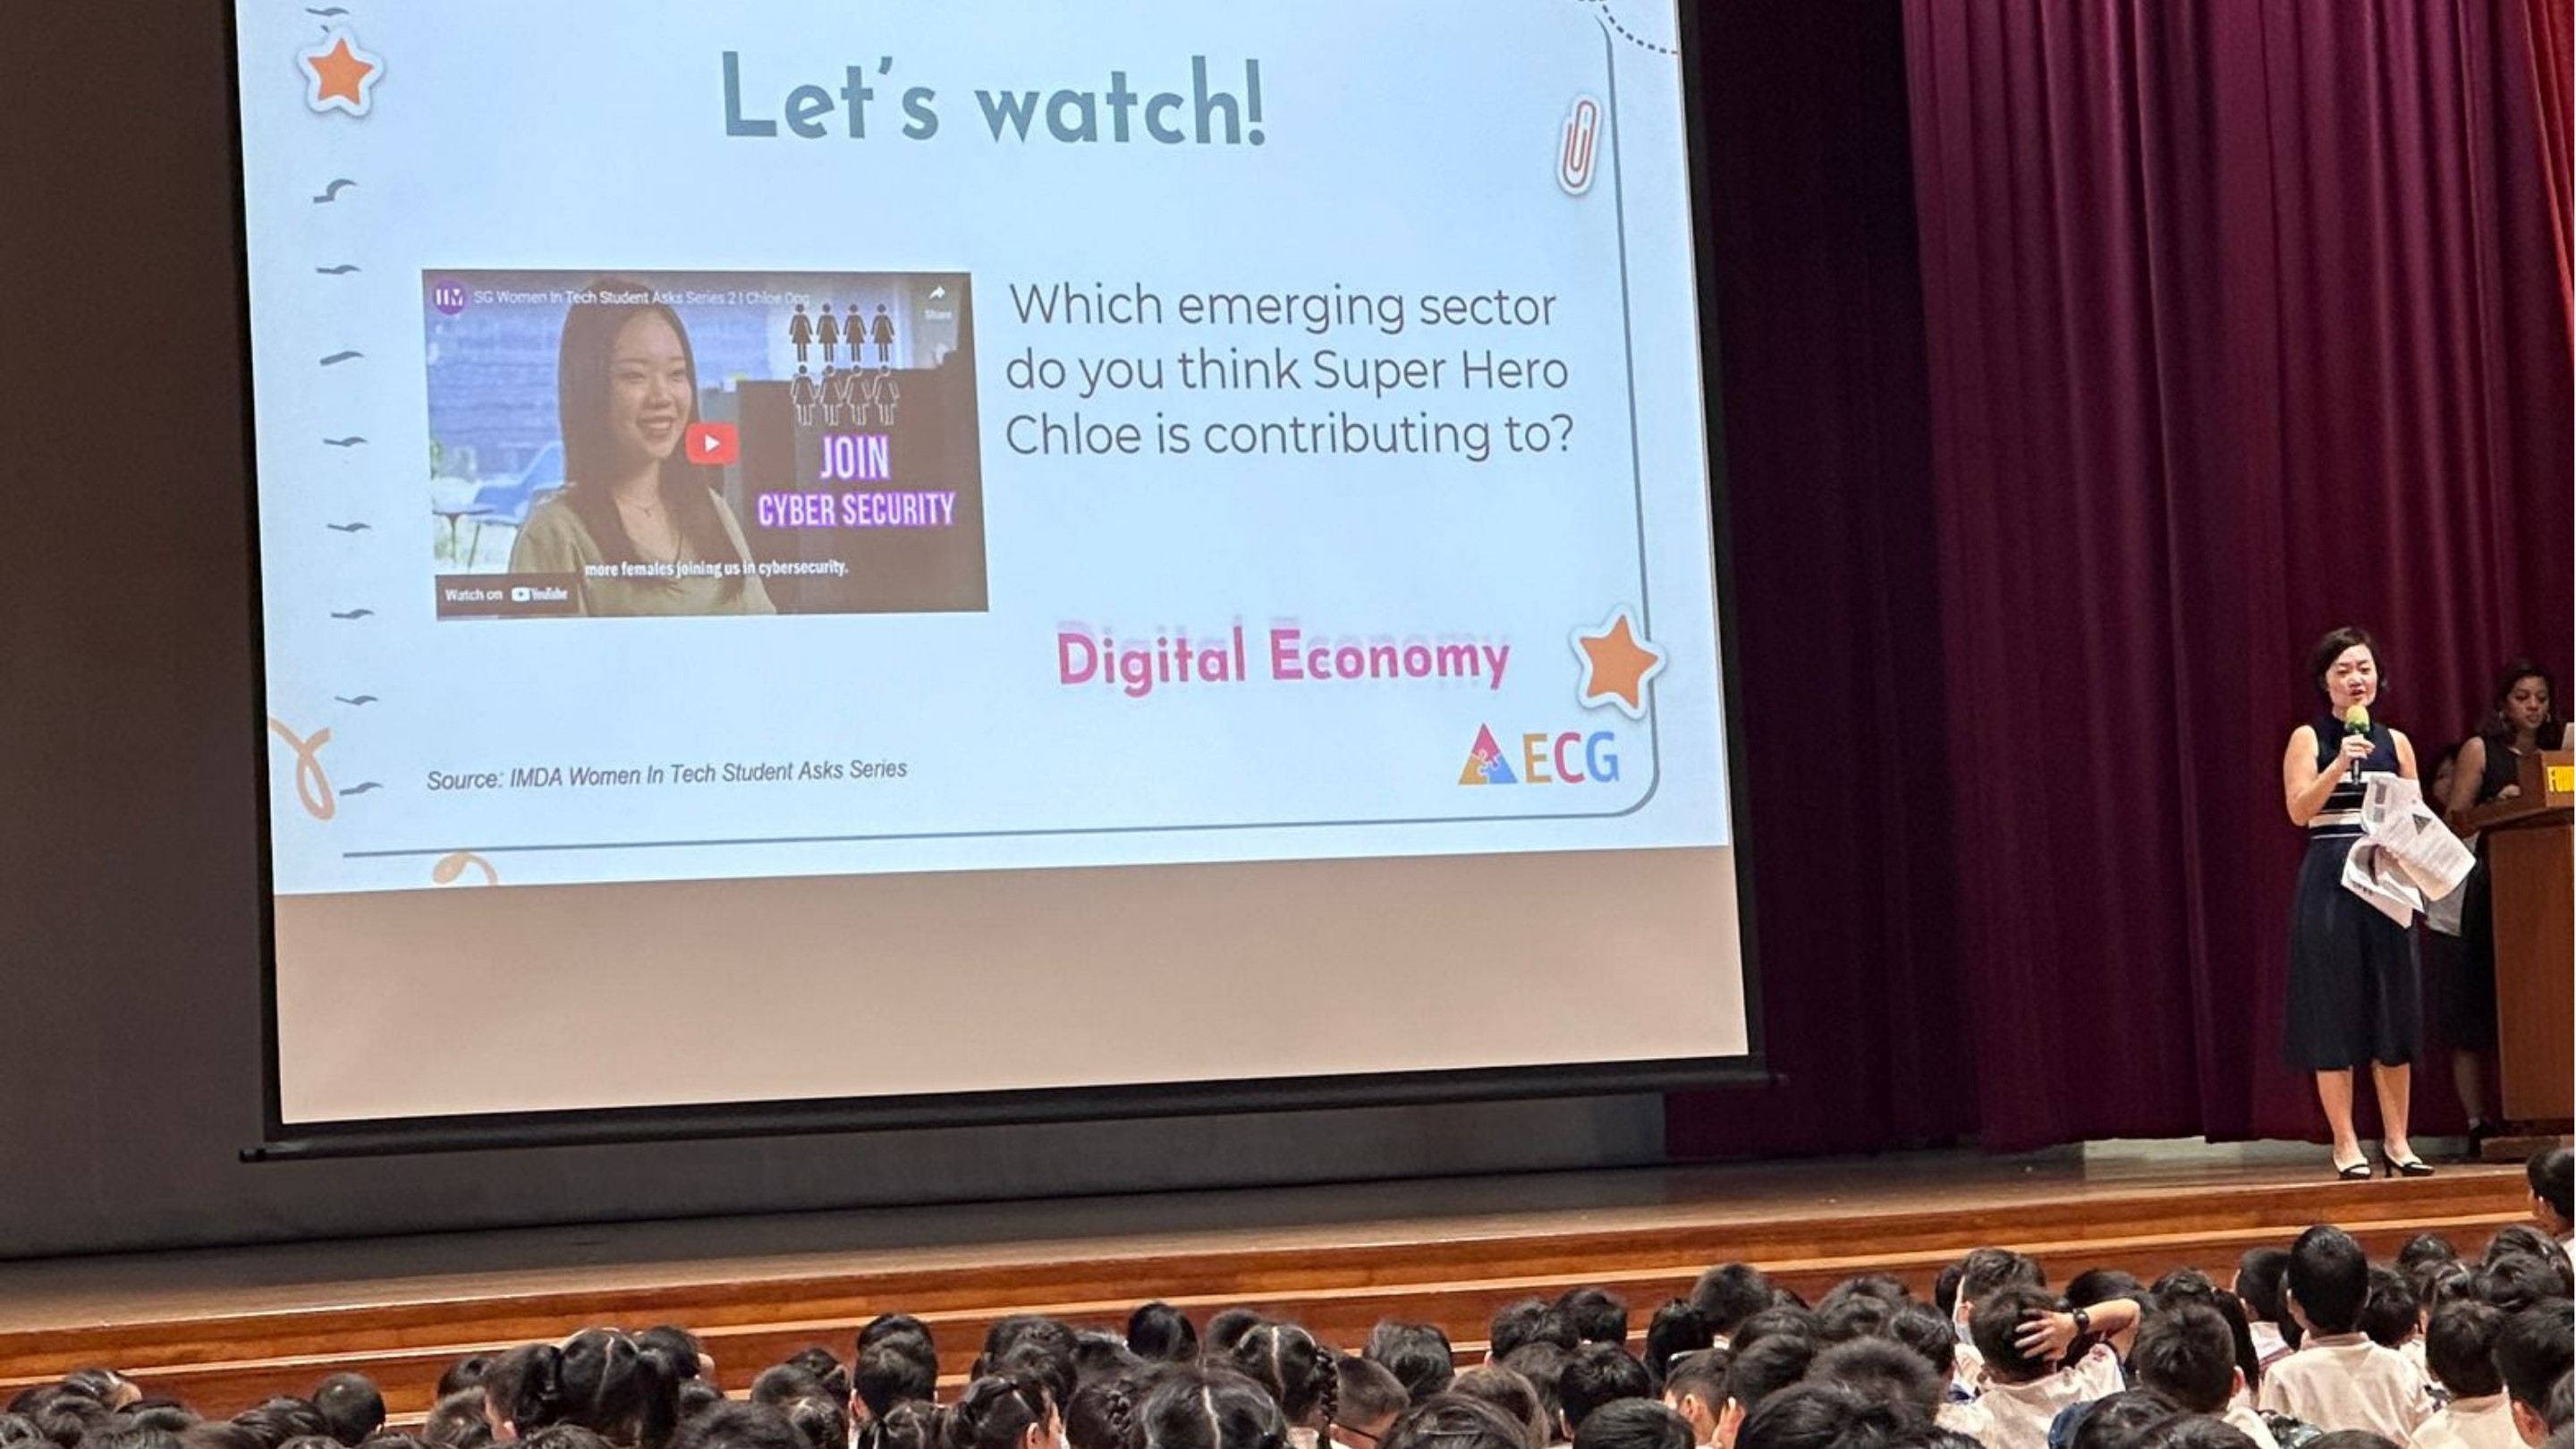 Let's watch!
SG Women In Tech Student Asks Series 2 | Chloe Ong
Share
JOIN
CYBER SECURITY
more females joining us in cybersecurity.
Watch on YouTube
Which emerging sector
do you think Super Hero
Chloe is contributing to?
Digital Economy
ECG
Source: IMDA Women In Tech Student Asks Series